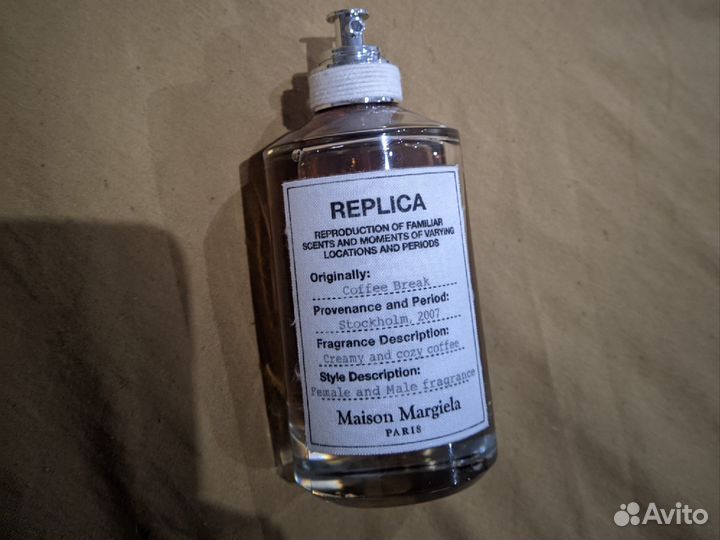 REPLICA
REPRODUCTION OF FAMILIAR
SCENTS AND MOMENTS OF VARYING
LOCATIONS AND PERIODS
Originally:
Coffee Break
Provenance and Period:
Stockholm, 2007
Fragrance Description:
Creamy and cozy coffee
Style Description:
Female and Male fragrance
Maison Margiela
PARIS
Avito